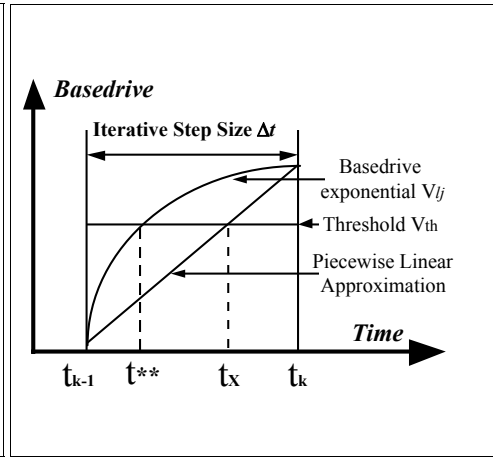 Basedrive
Iterative Step Size Δt
Basedrive
exponential Vlj
Threshold Vth
Piecewise Linear
Approximation
Time
tk-1 t** tX tk